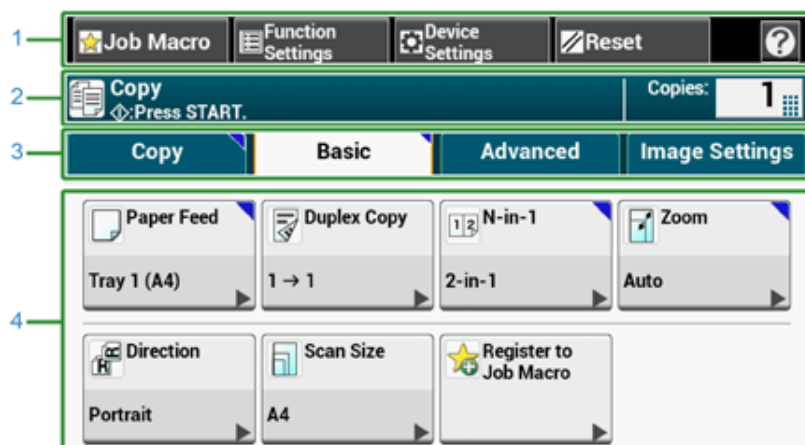 1
Job Macro
Function
Settings
Device
Settings
Reset
?
2
Copy
:Press START.
Copies:
1
3
Copy
Basic
Advanced
Image Settings
4
Paper Feed
Tray 1 (A4)
Duplex Copy
1 → 1
1 2
N-in-1
2-in-1
Zoom
Auto
R
R
Direction
Portrait
Scan Size
A4
Register to
Job Macro